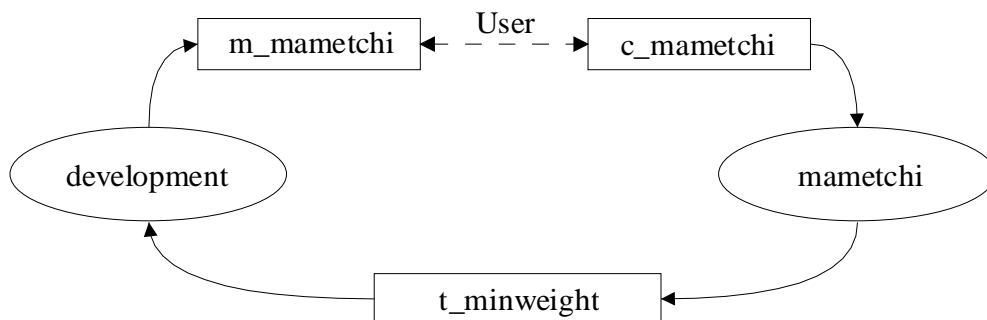 User
m_mametchi
c_mametchi
development
mametchi
t_minweight